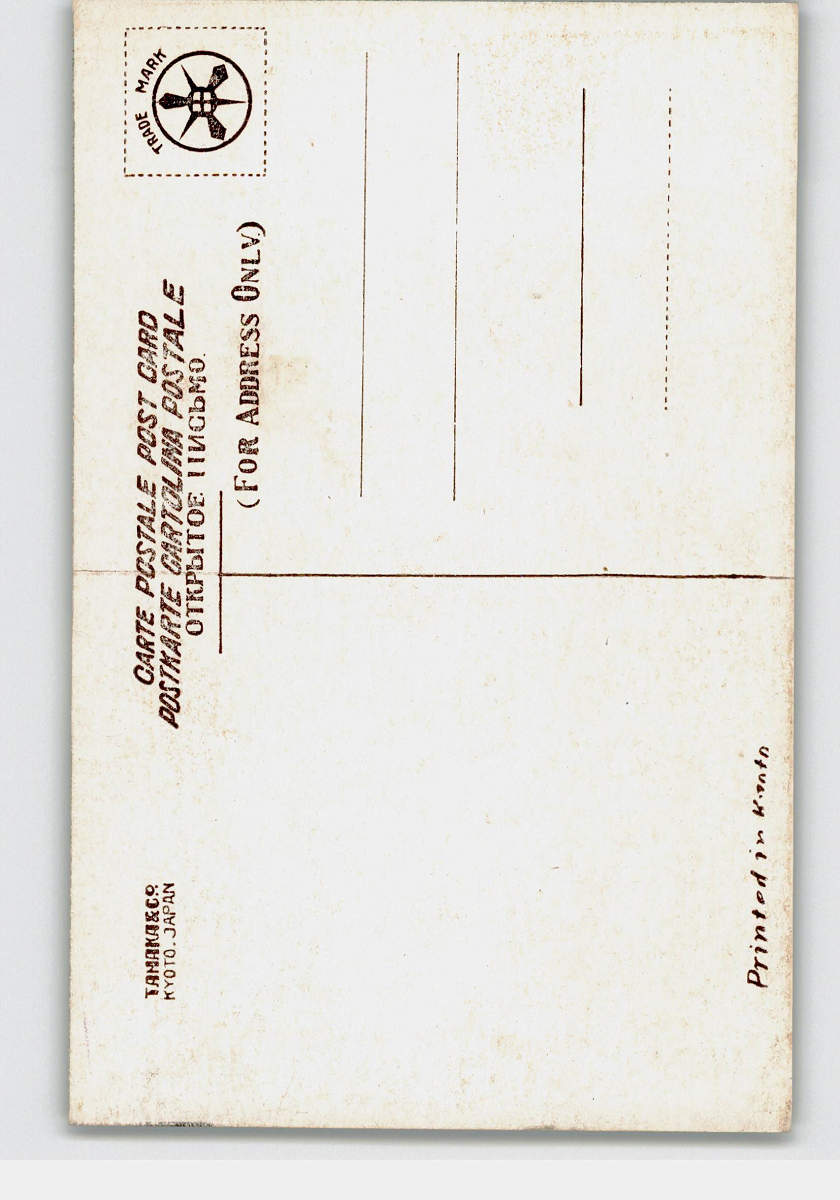 TRADE MARK
CARTE POSTALE POST CARD
POSTKARTE CARTOLINA POSTALE
ОТКРЫТОЕ ПИСЬМО.
(FOR ADDRESS ONLY.)
TANAKA & CO.
KYOTO. JAPAN
Printed in Kyoto